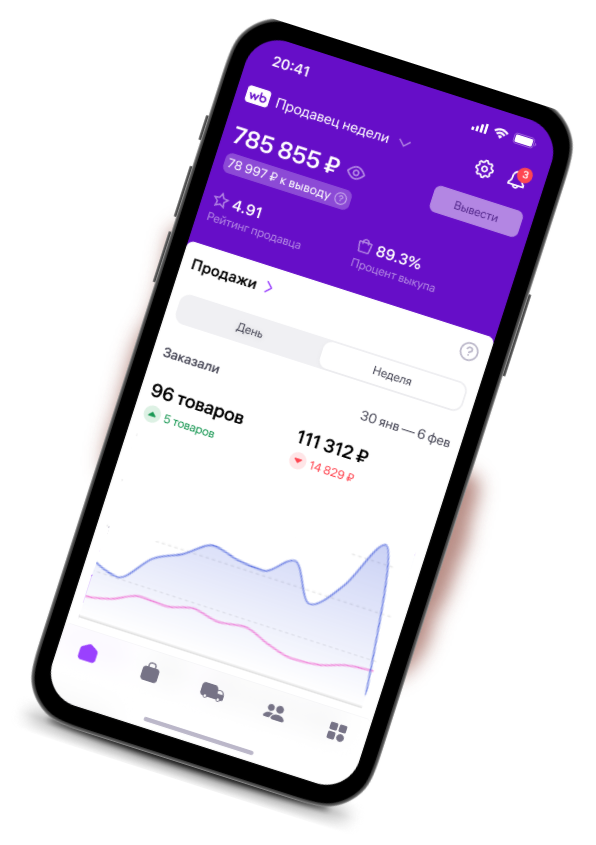 20:41
wb Продавец недели
785 855 ₽
78 997 ₽ к выводу ?
3
Вывести
4.91
Рейтинг продавца
89.3%
Процент выкупа
Продажи
?
День
Неделя
Заказали
30 янв — 6 фев
96 товаров
5 товаров
111 312 ₽
14 829 ₽